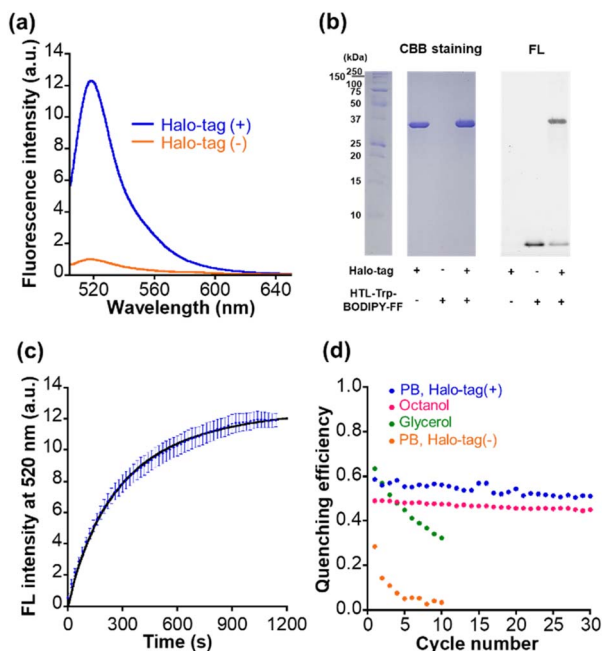 (a)
Fluorescence intensity (a.u.)
14
12
10
8
6
4
2
0
Halo-tag (+)
Halo-tag (-)
520 560 600 640
Wavelength (nm)
(b)
CBB staining FL
(kDa)
250
150
100
75
50
37
25
20
15
10
Halo-tag + - + + - +
HTL-Trp-
BODIPY-FF - + + - + +
(c)
FL intensity at 520 nm (a.u.)
14
12
10
8
6
4
2
0
0 300 600 900 1200
Time (s)
(d)
Quenching efficiency
1.0
0.8
0.6
0.4
0.2
0.0
PB, Halo-tag(+)
Octanol
Glycerol
PB, Halo-tag(-)
0 5 10 15 20 25 30
Cycle number